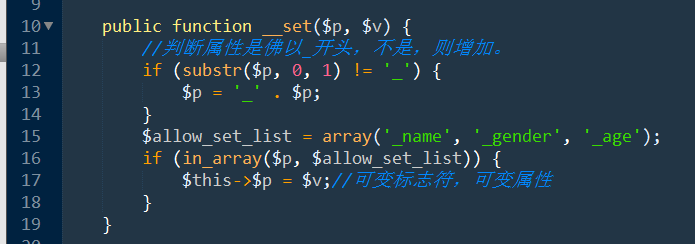 9
10 public function __set($p, $v) {
11 //判断属性是佛以_开头，不是，则增加。
12 if (substr($p, 0, 1) != '_') {
13 $p = '_' . $p;
14 }
15 $allow_set_list = array('_name', '_gender', '_age');
16 if (in_array($p, $allow_set_list)) {
17 $this->$p = $v;//可变标志符，可变属性
18 }
19 }